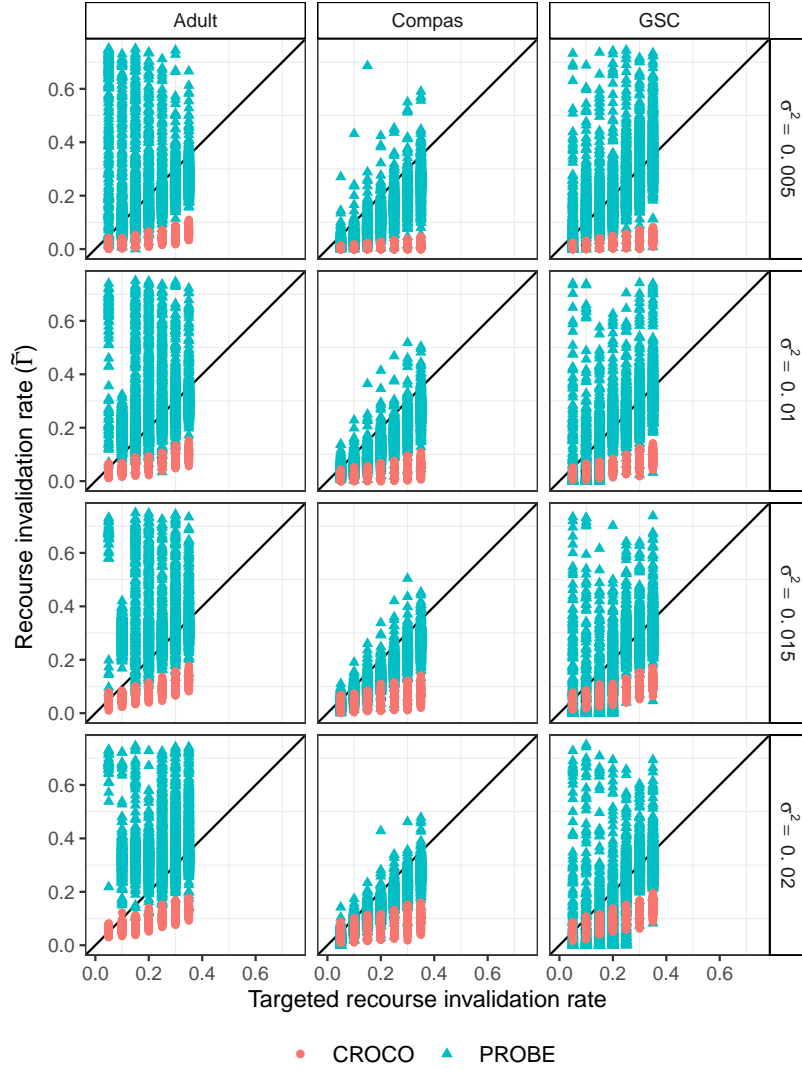 Adult Compas GSC
0.6
0.4
0.2
0.0
σ² = 0.005
0.6
0.4
0.2
0.0
σ² = 0.01
0.6
0.4
0.2
0.0
σ² = 0.015
0.6
0.4
0.2
0.0
σ² = 0.02
Recourse invalidation rate (Γ̃)
0.0 0.2 0.4 0.6 0.0 0.2 0.4 0.6 0.0 0.2 0.4 0.6
Targeted recourse invalidation rate
CROCO PROBE